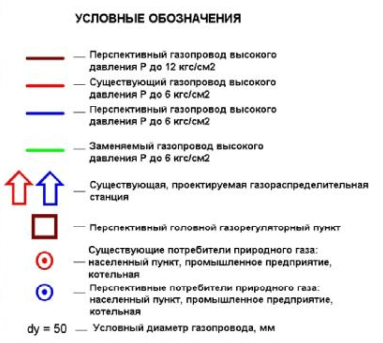 УСЛОВНЫЕ ОБОЗНАЧЕНИЯ
— Перспективный газопровод высокого
давления Р до 12 кгс/см2
— Существующий газопровод высокого
давления Р до 6 кгс/см2
— Перспективный газопровод высокого
давления Р до 6 кгс/см2
— Заменяемый газопровод высокого
давления Р до 6 кгс/см2
— Существующая, проектируемая газораспределительная
станция
— Перспективный головной газорегуляторный пункт
— Существующие потребители природного газа:
населенный пункт, промышленное предприятие,
котельная
— Перспективные потребители природного газа:
населенный пункт, промышленное предприятие,
котельная
dy = 50 — Условный диаметр газопровода, мм